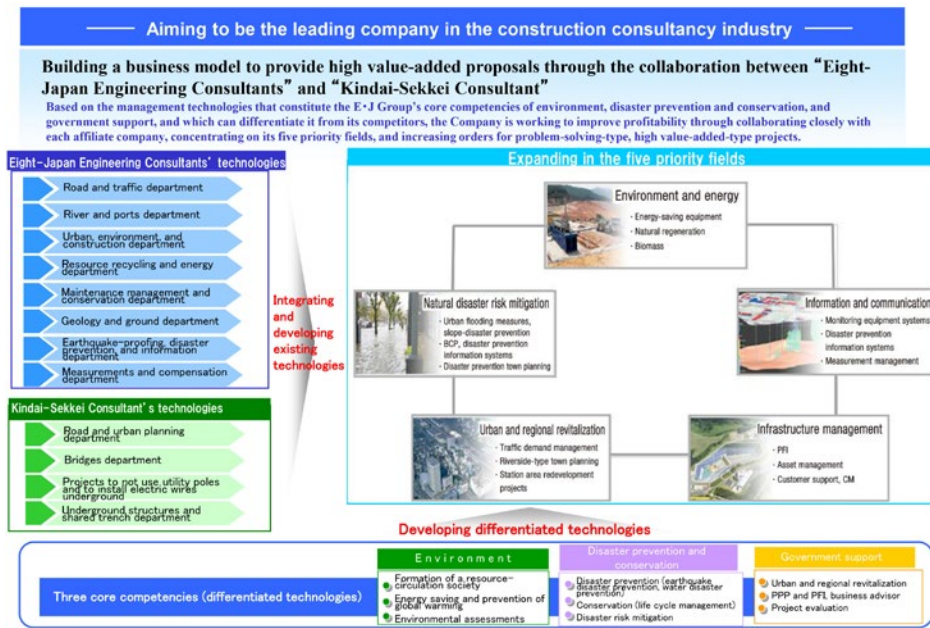 Aiming to be the leading company in the construction consultancy industry
Building a business model to provide high value-added proposals through the collaboration between “Eight-
Japan Engineering Consultants” and “Kindai-Sekkei Consultant”
Based on the management technologies that constitute the E・J Group's core competencies of environment, disaster prevention and conservation, and
government support, and which can differentiate it from its competitors, the Company is working to improve profitability through collaborating closely with
each affiliate company, concentrating on its five priority fields, and increasing orders for problem-solving-type, high value-added-type projects.
Eight-Japan Engineering Consultants' technologies
Road and traffic department
River and ports department
Urban, environment, and
construction department
Resource recycling and energy
department
Maintenance management and
conservation department
Geology and ground department
Earthquake-proofing, disaster
prevention, and information
department
Measurements and compensation
department
Kindai-Sekkei Consultant's technologies
Road and urban planning
department
Bridges department
Projects to not use utility poles
and to install electric wires
underground
Underground structures and
shared trench department
Integrating
and
developing
existing
technologies
Expanding in the five priority fields
Environment and energy
・Energy-saving equipment
・Natural regeneration
・Biomass
Natural disaster risk mitigation
・Urban flooding measures,
slope-disaster prevention
・BCP, disaster prevention
information systems
・Disaster prevention town planning
Information and communication
・Monitoring equipment systems
・Disaster prevention
information systems
・Measurement management
Urban and regional revitalization
・Traffic demand management
・Riverside-type town planning
・Station area redevelopment
projects
Infrastructure management
・PFI
・Asset management
・Customer support, CM
Developing differentiated technologies
Three core competencies (differentiated technologies)
Environment
Formation of a resource-
circulation society
Energy saving and prevention of
global warming
Environmental assessments
Disaster prevention and
conservation
Disaster prevention (earthquake
disaster prevention, water disaster
prevention)
Conservation (life cycle management)
Disaster risk mitigation
Government support
Urban and regional revitalization
PPP and PFI, business advisor
Project evaluation